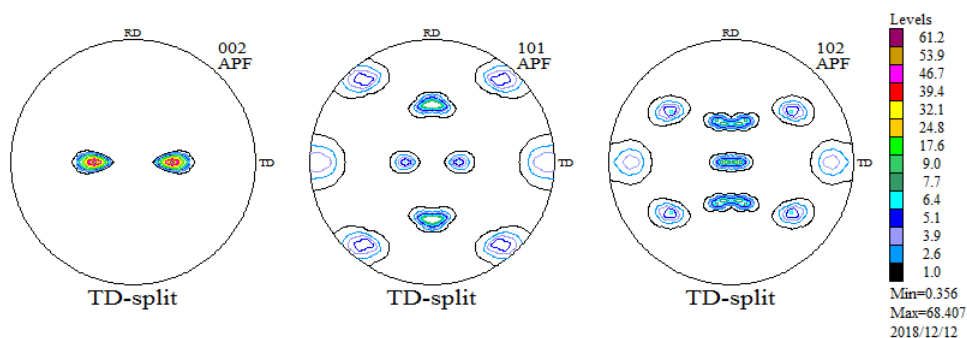 RD
002
APF
TD
TD-split
RD
101
APF
TD
TD-split
RD
102
APF
TD
TD-split
Levels
61.2
53.9
46.7
39.4
32.1
24.8
17.6
9.0
7.7
6.4
5.1
3.9
2.6
1.0
Min=0.356
Max=68.407
2018/12/12